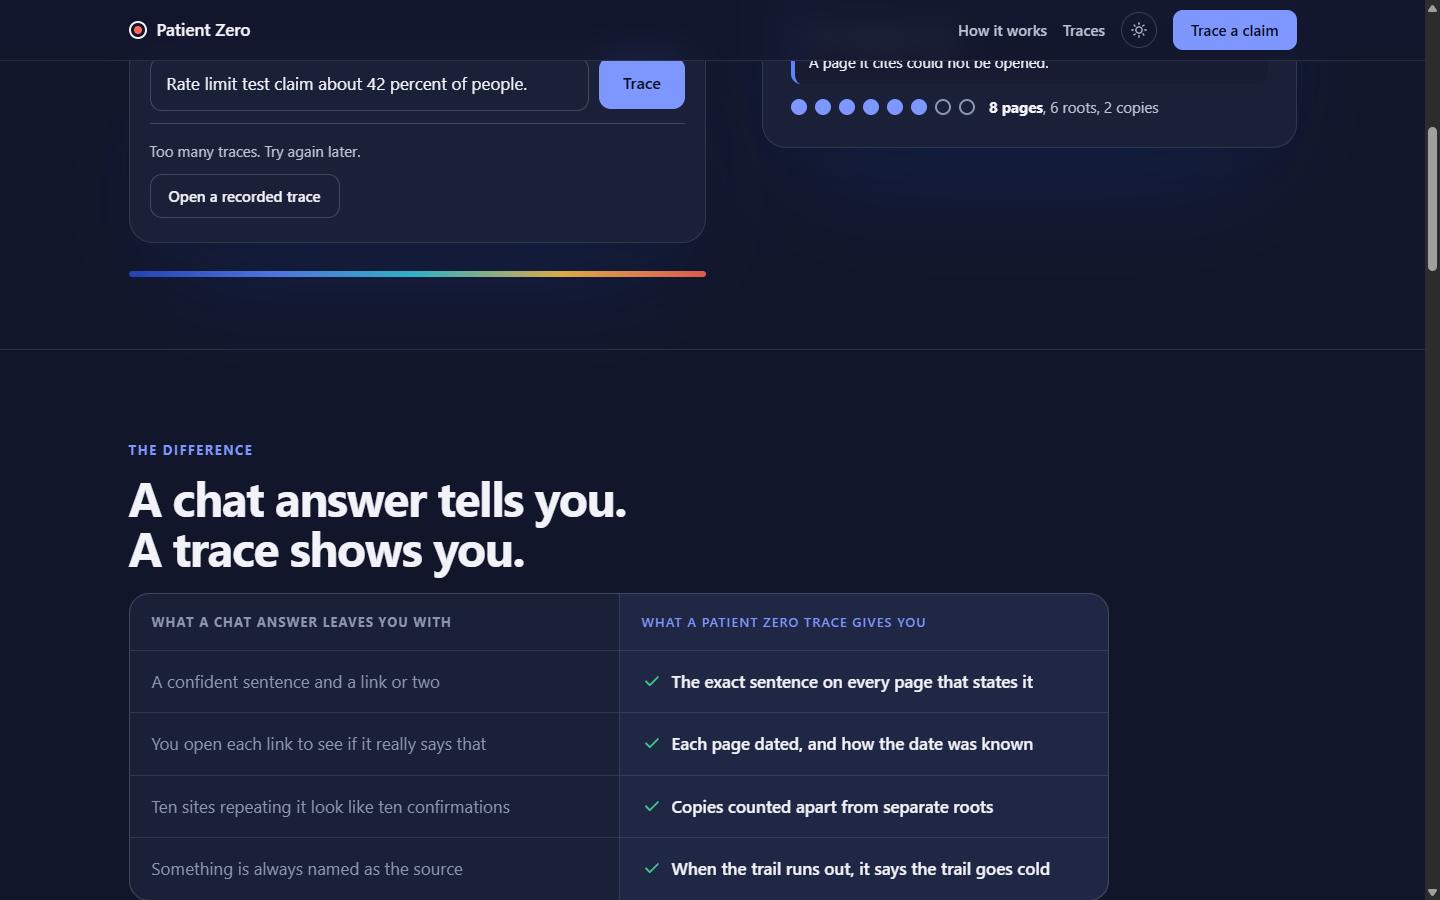 Patient Zero
How it works
Traces
Trace a claim
Rate limit test claim about 42 percent of people.
Trace
Too many traces. Try again later.
Open a recorded trace
A page it cites could not be opened.
8 pages, 6 roots, 2 copies
THE DIFFERENCE
A chat answer tells you.
A trace shows you.
WHAT A CHAT ANSWER LEAVES YOU WITH
WHAT A PATIENT ZERO TRACE GIVES YOU
A confident sentence and a link or two
The exact sentence on every page that states it
You open each link to see if it really says that
Each page dated, and how the date was known
Ten sites repeating it look like ten confirmations
Copies counted apart from separate roots
Something is always named as the source
When the trail runs out, it says the trail goes cold